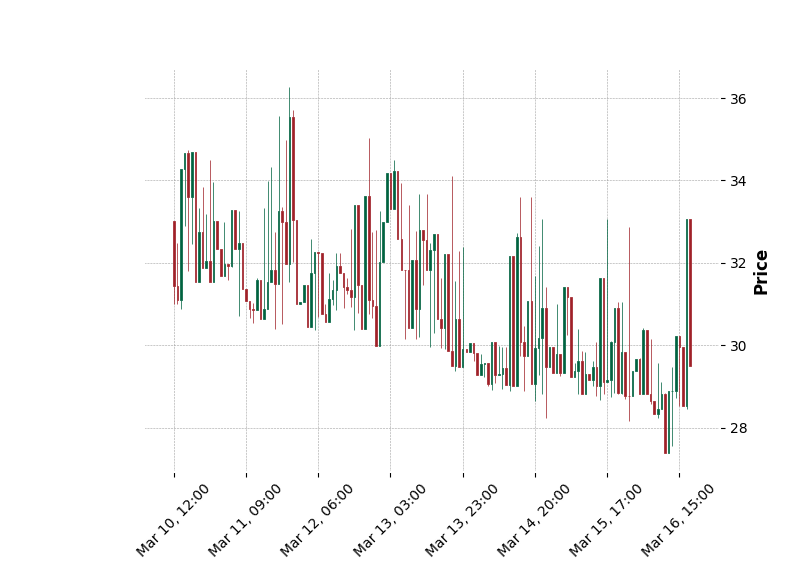 36
34
32
30
28
Price
Mar 10, 12:00
Mar 11, 09:00
Mar 12, 06:00
Mar 13, 03:00
Mar 13, 23:00
Mar 14, 20:00
Mar 15, 17:00
Mar 16, 15:00